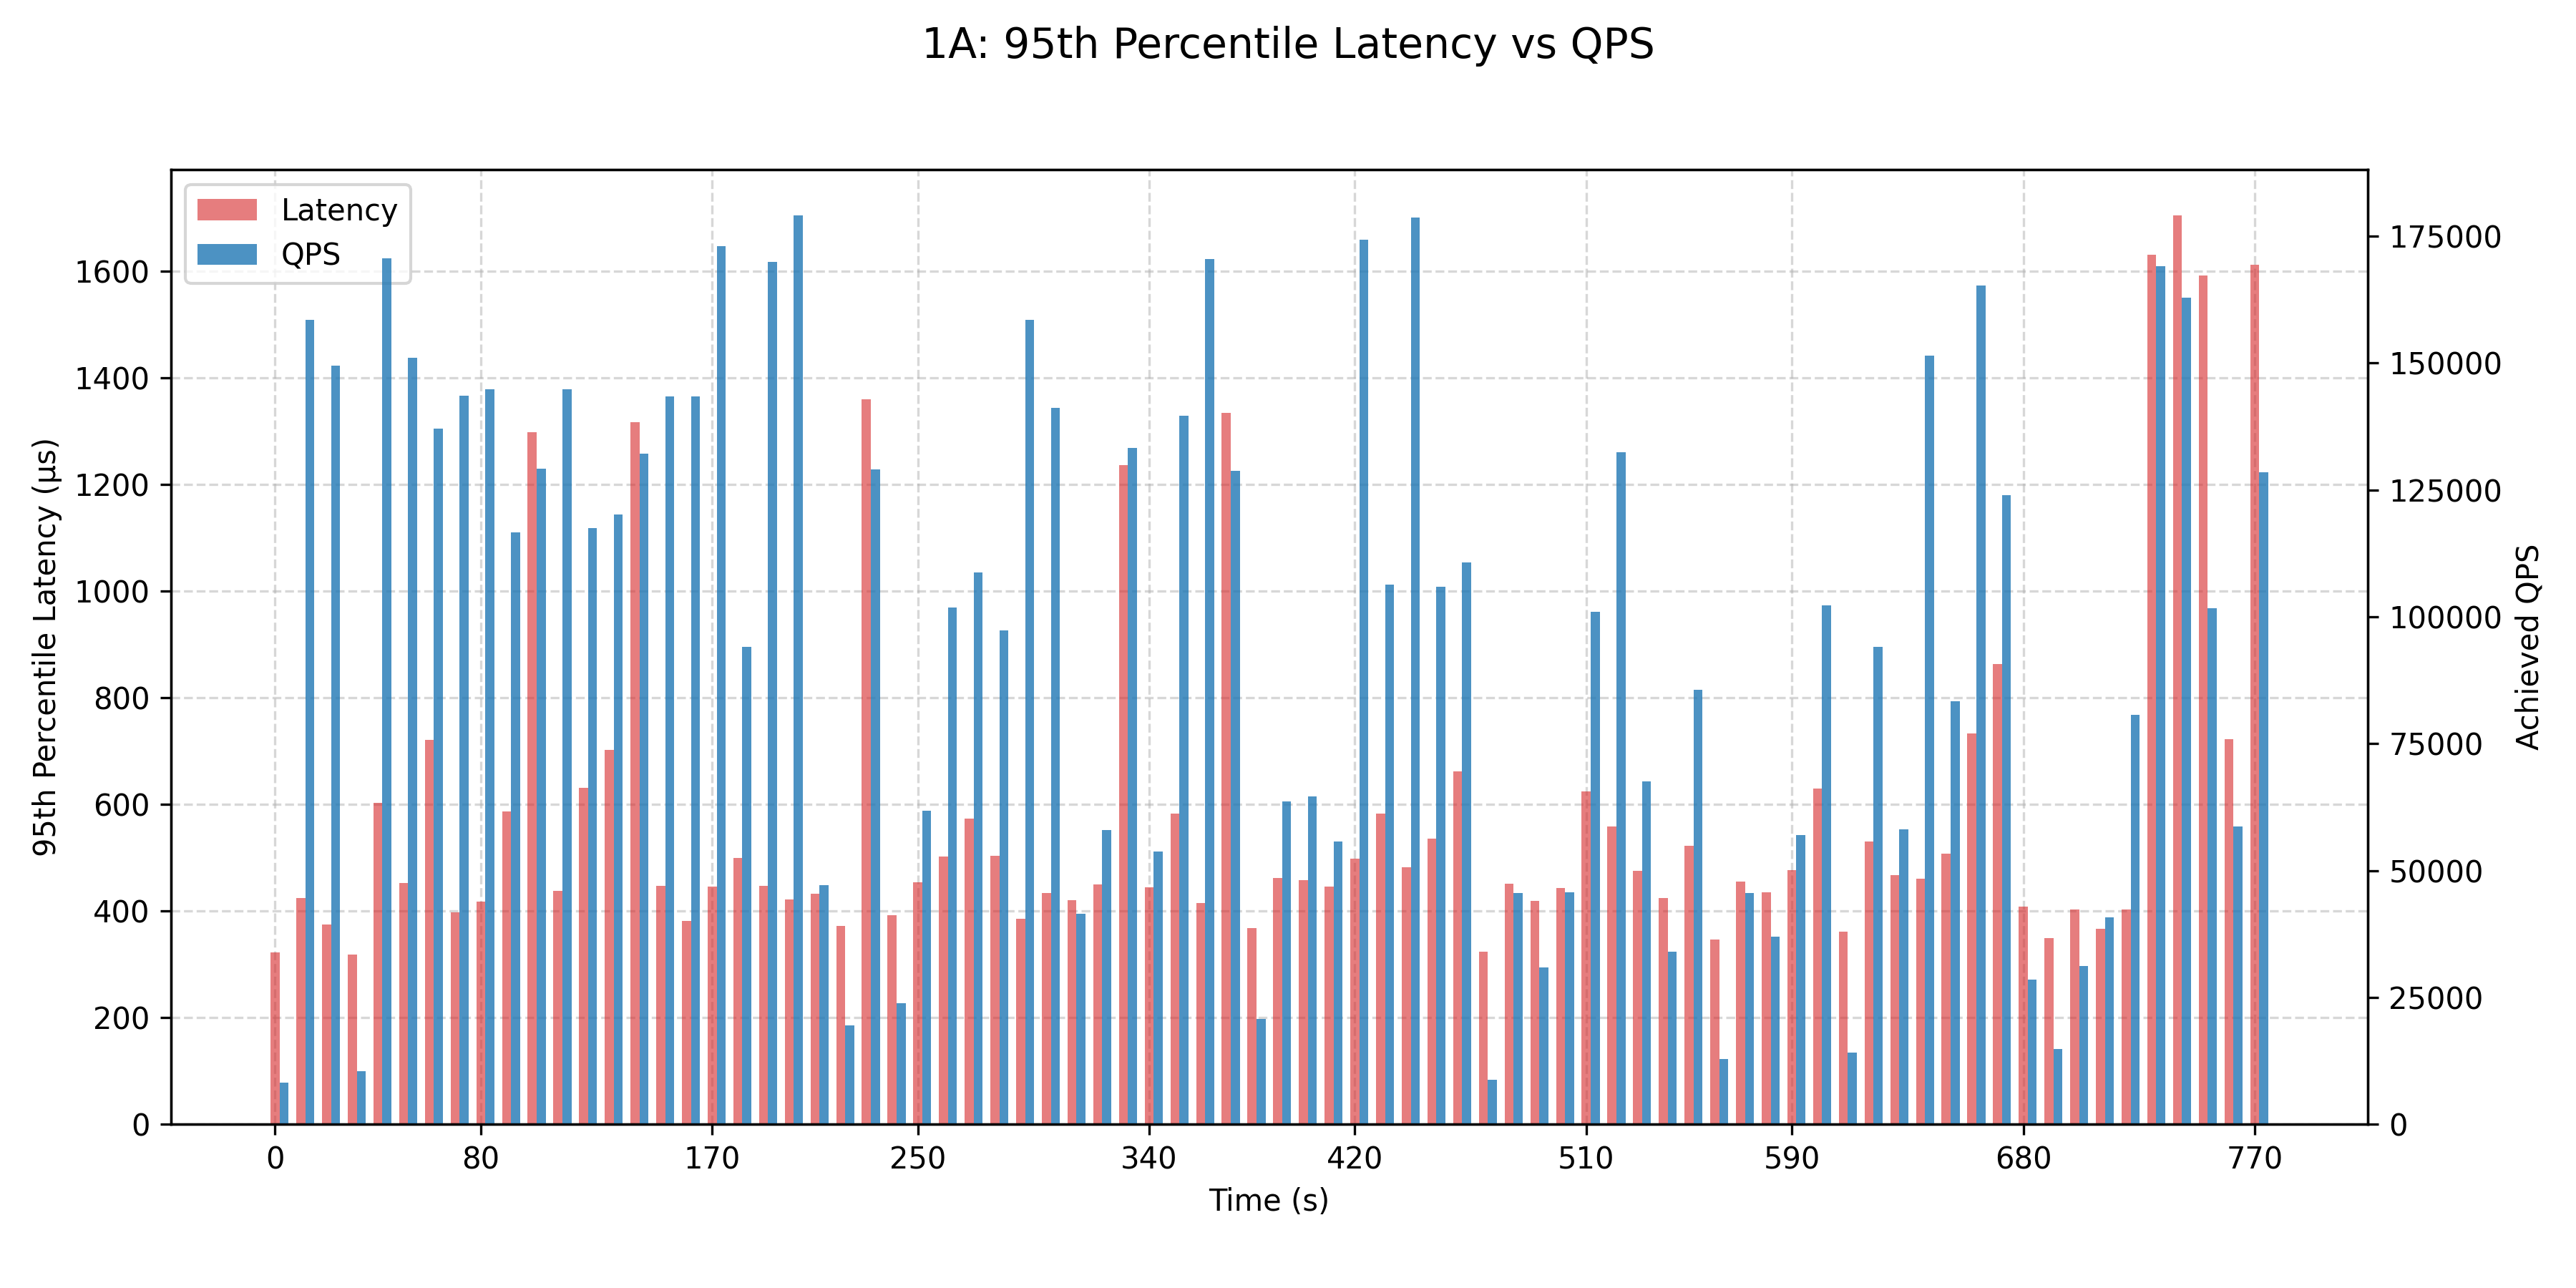 1A: 95th Percentile Latency vs QPS
Latency
QPS
1600
1400
1200
1000
800
600
400
200
0
95th Percentile Latency (μs)
175000
150000
125000
100000
75000
50000
25000
0
Achieved QPS
0 80 170 250 340 420 510 590 680 770
Time (s)